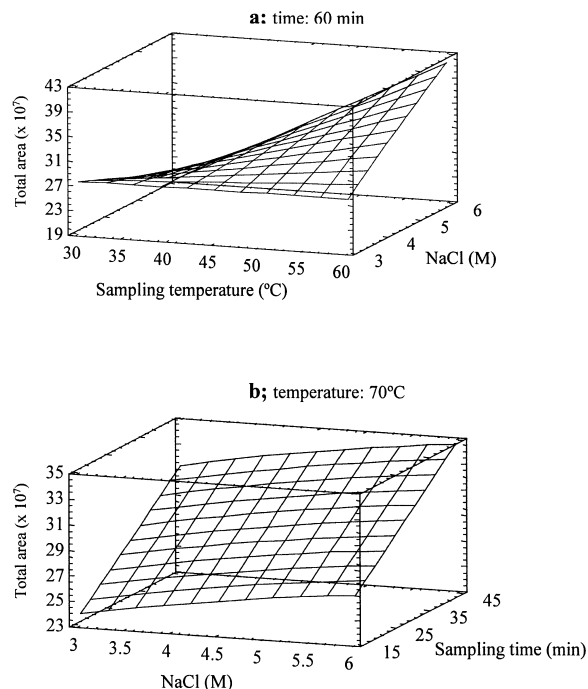 a: time: 60 min
Total area (x 10⁷)
43
39
35
31
27
23
19
30 35 40 45 50 55 60
Sampling temperature (ºC)
3 4 5 6
NaCl (M)
b; temperature: 70ºC
Total area (x 10⁷)
35
33
31
29
27
25
23
3 3.5 4 4.5 5 5.5 6
NaCl (M)
15 25 35 45
Sampling time (min)